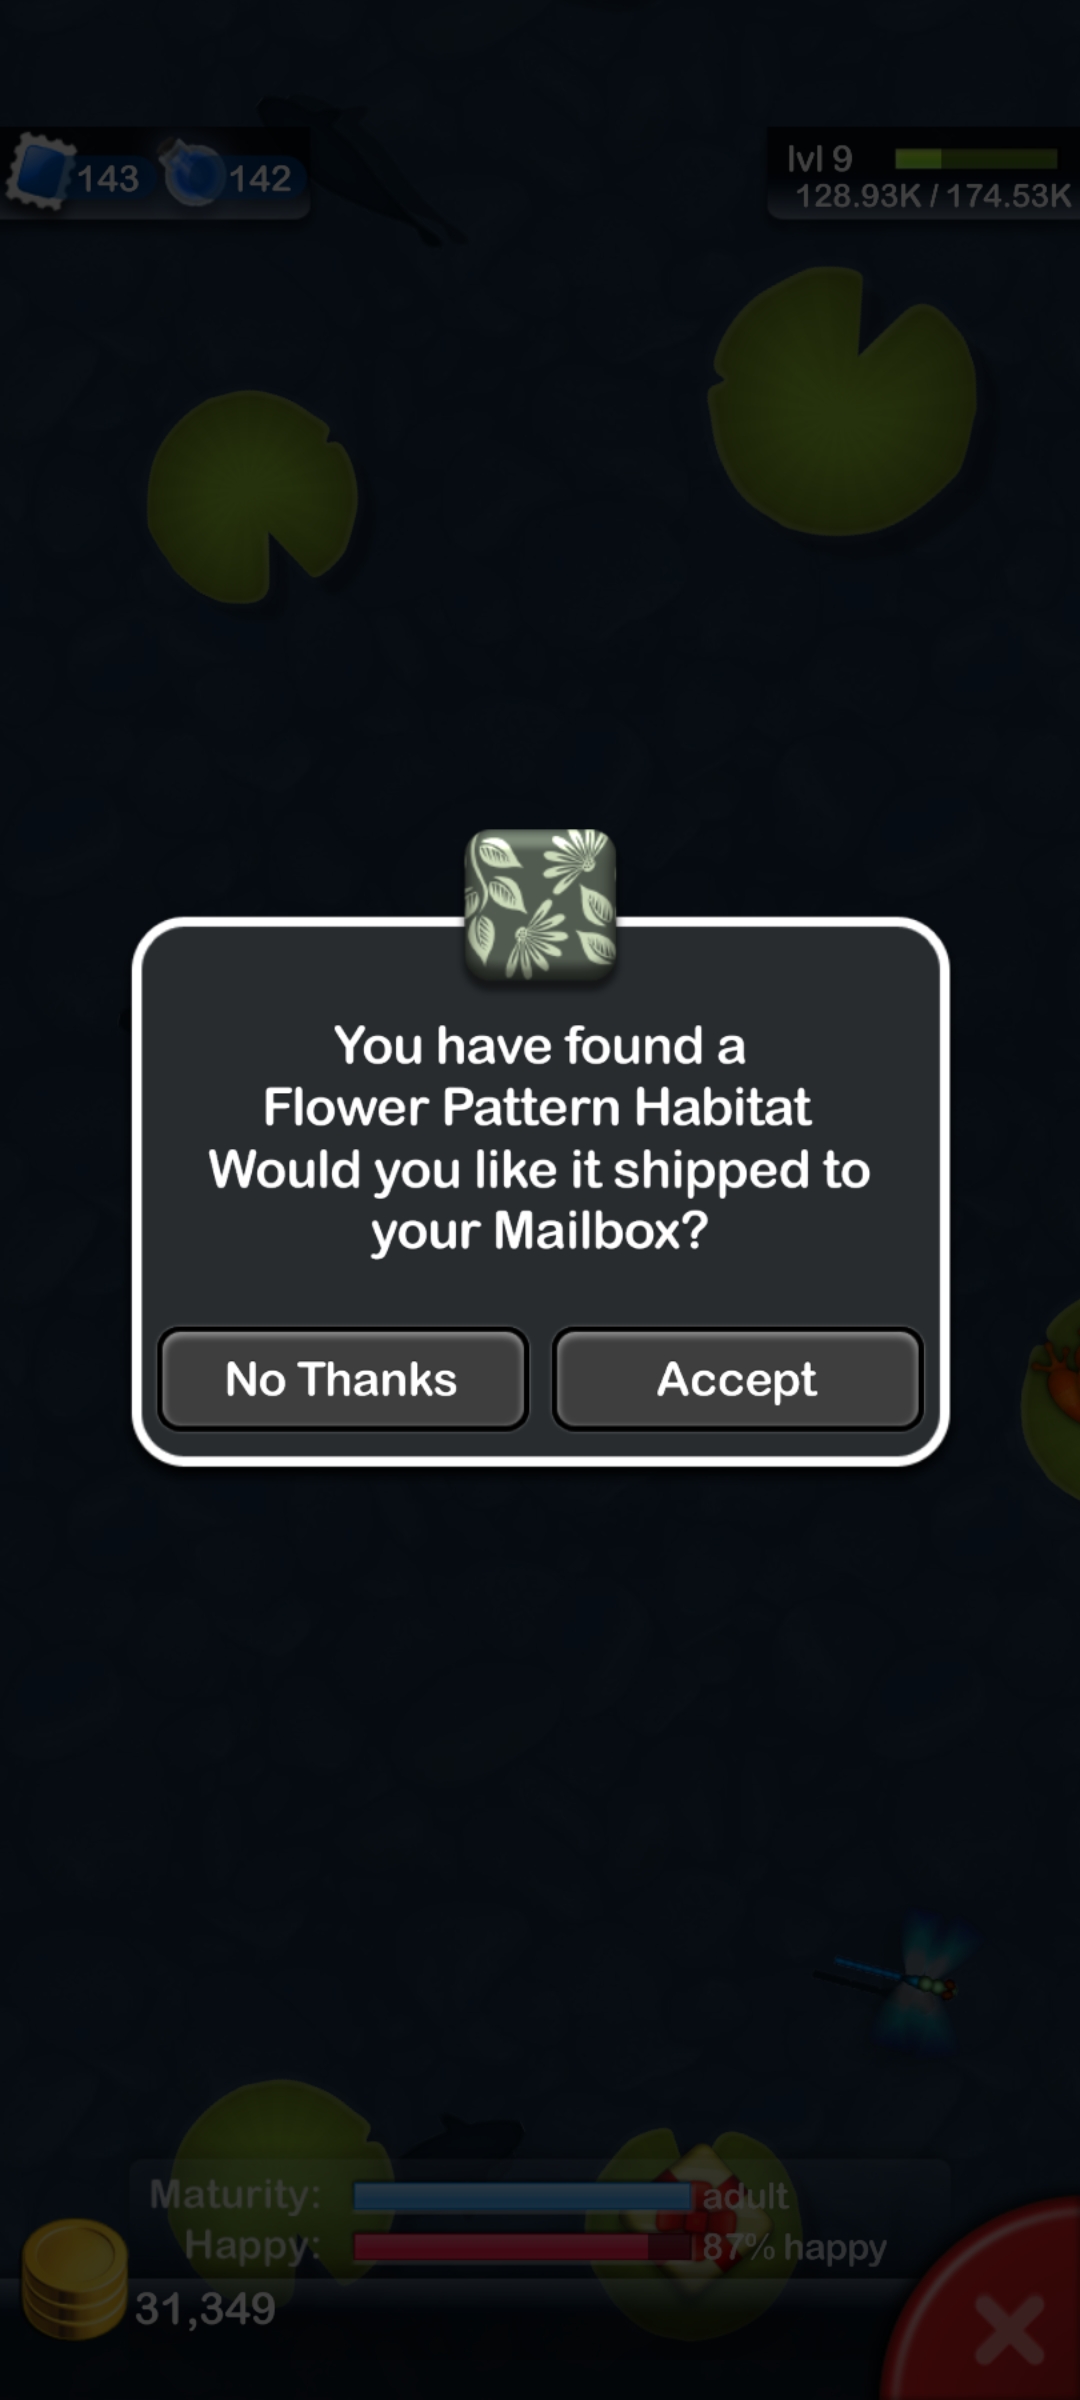 143 142
lvl 9
128.93K / 174.53K
You have found a
Flower Pattern Habitat
Would you like it shipped to
your Mailbox?
No Thanks Accept
Maturity: adult
Happy: 87% happy
31,349